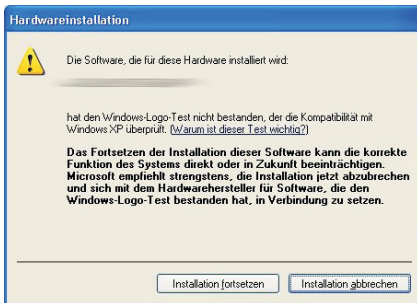 Hardwareinstallation
Die Software, die für diese Hardware installiert wird:
hat den Windows-Logo-Test nicht bestanden, der die Kompatibilität mit
Windows XP überprüft. (Warum ist dieser Test wichtig?)
Das Fortsetzen der Installation dieser Software kann die korrekte
Funktion des Systems direkt oder in Zukunft beeinträchtigen.
Microsoft empfiehlt strengstens, die Installation jetzt abzubrechen
und sich mit dem Hardwarehersteller für Software, die den
Windows-Logo-Test bestanden hat, in Verbindung zu setzen.
Installation fortsetzen Installation abbrechen